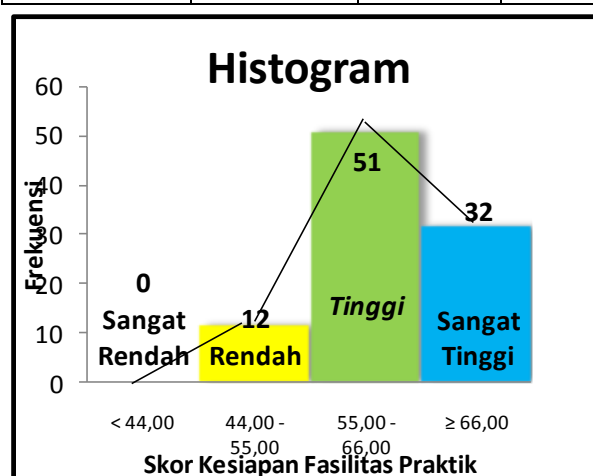 Histogram
60
50
40
30
20
10
0
Frekuensi
0
Sangat
Rendah
12
Rendah
51
Tinggi
32
Sangat
Tinggi
< 44,00
44,00 -
55,00
55,00 -
66,00
≥ 66,00
Skor Kesiapan Fasilitas Praktik